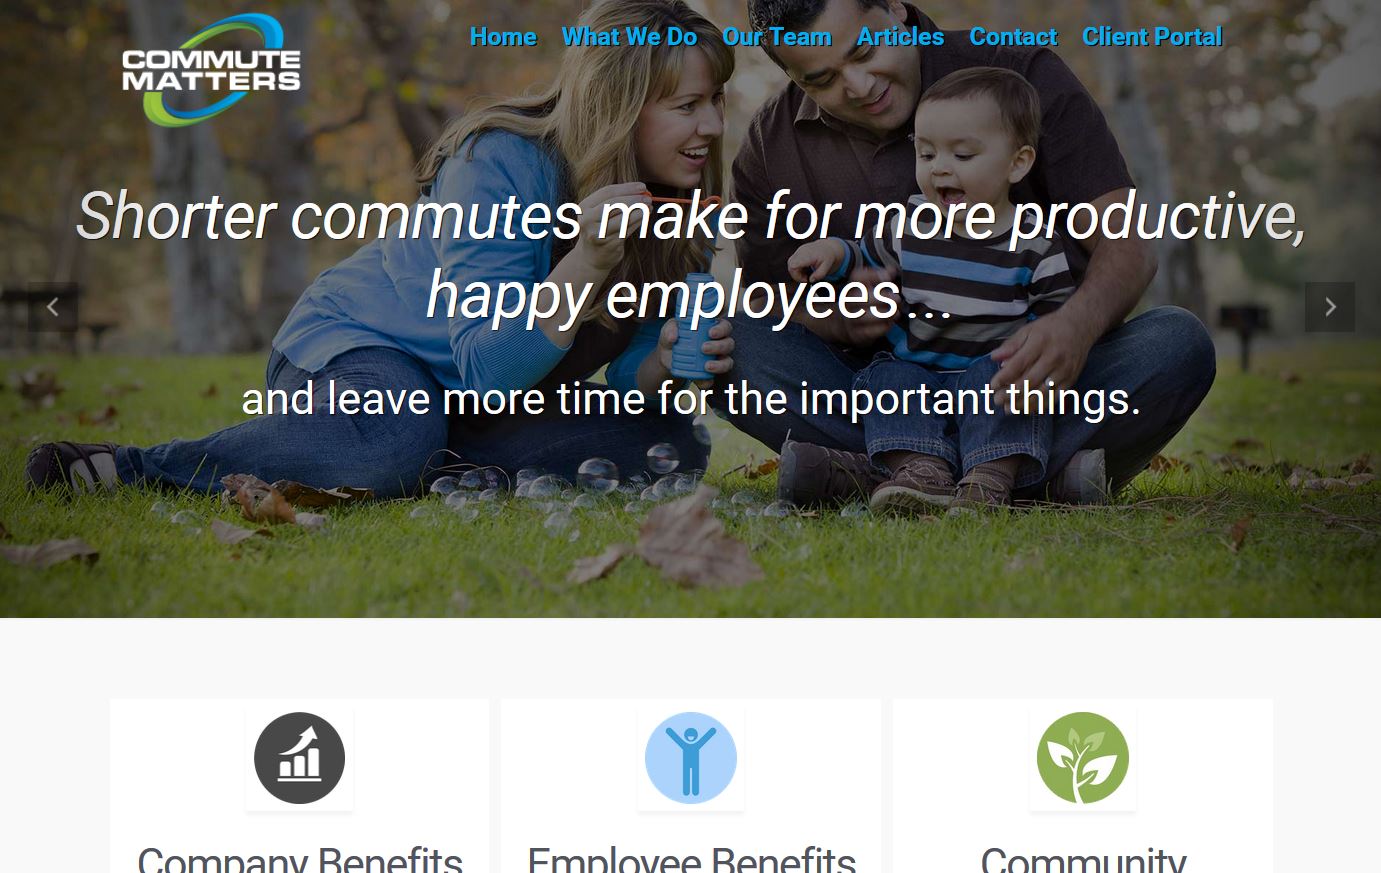 COMMUTE
MATTERS
Home What We Do Our Team Articles Contact Client Portal
Shorter commutes make for more productive,
happy employees...
and leave more time for the important things.
Company Benefits
Employee Benefits
Community